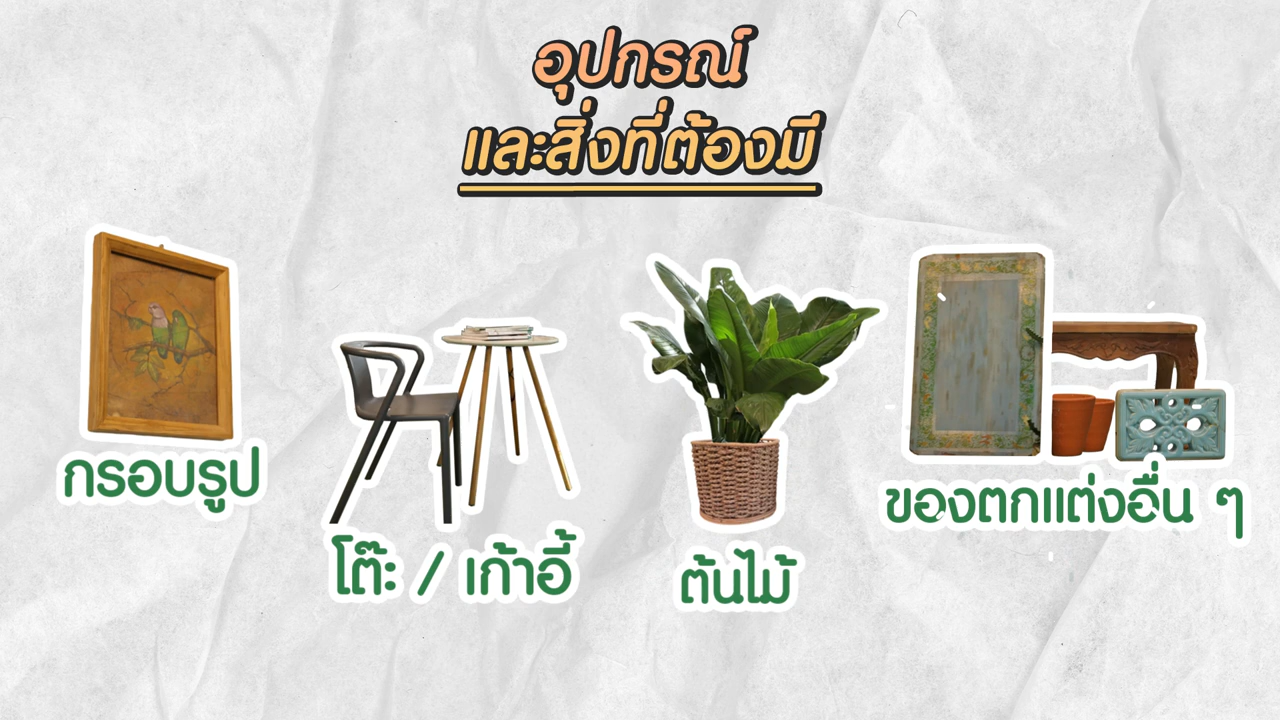 อุปกรณ์
และสิ่งที่ต้องมี
กรอบรูป
โต๊ะ / เก้าอี้
ต้นไม้
ของตกแต่งอื่น ๆ